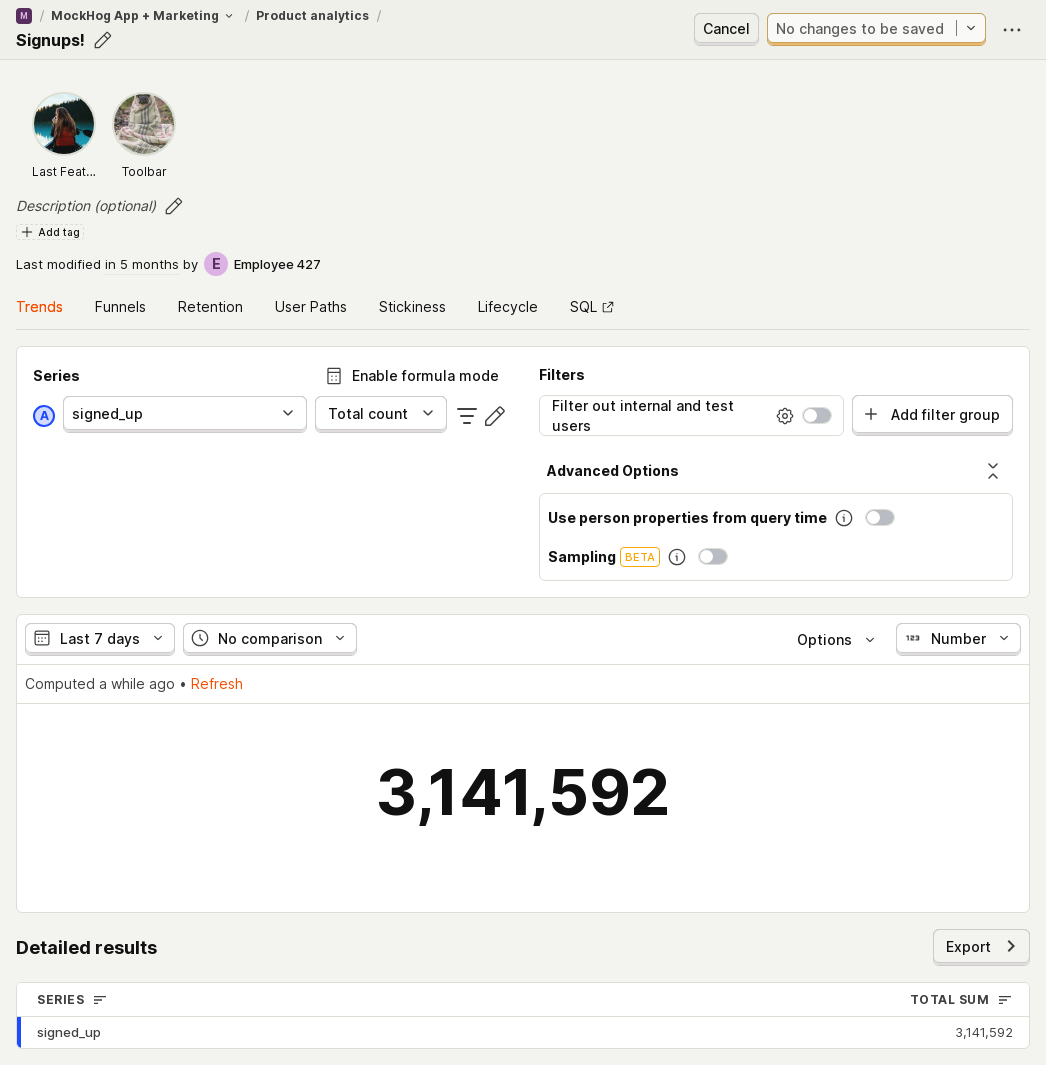 M / MockHog App + Marketing / Product analytics /
Signups!
Cancel
No changes to be saved
Last Feat...
Toolbar
Description (optional)
Add tag
Last modified in 5 months by E Employee 427
Trends
Funnels
Retention
User Paths
Stickiness
Lifecycle
SQL
Series
Enable formula mode
A
signed_up
Total count
Filters
Filter out internal and test
users
Add filter group
Advanced Options
Use person properties from query time
Sampling BETA
Last 7 days
No comparison
Options
123 Number
Computed a while ago • Refresh
3,141,592
Detailed results
Export
SERIES
TOTAL SUM
signed_up
3,141,592